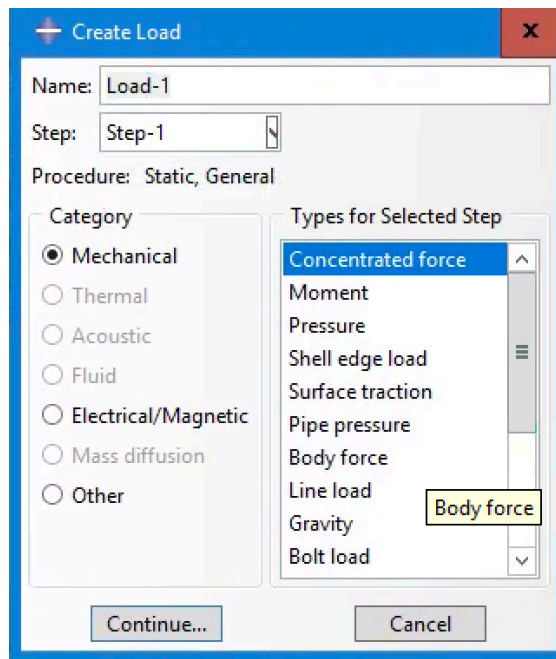 Create Load
x
Name: Load-1
Step: Step-1
Procedure: Static, General
Category
Mechanical
Thermal
Acoustic
Fluid
Electrical/Magnetic
Mass diffusion
Other
Types for Selected Step
Concentrated force
Moment
Pressure
Shell edge load
Surface traction
Pipe pressure
Body force
Line load
Gravity
Bolt load
Body force
Continue...
Cancel